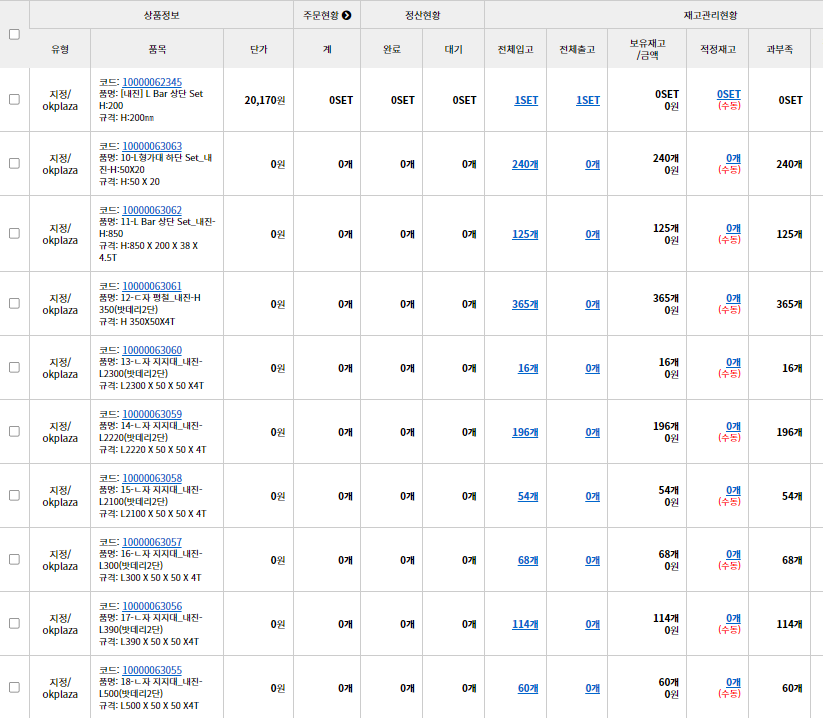 상품정보 주문현황 정산현황 재고관리현황
유형 품목 단가 계 완료 대기 전체입고 전체출고 보유재고 /금액 적정재고 과부족
지정/ okplaza
코드: 10000062345
품명: [내진] L Bar 상단 Set
H:200
규격: H:200㎜
20,170원 0SET 0SET 0SET 1SET 1SET 0SET 0원 0SET (수동) 0SET
지정/ okplaza
코드: 10000063063
품명: 10-L형가대 하단 Set_내
진-H:50X20
규격: H:50 X 20
0원 0개 0개 0개 240개 0개 240개 0원 0개 (수동) 240개
지정/ okplaza
코드: 10000063062
품명: 11-L Bar 상단 Set_내진-
H:850
규격: H:850 X 200 X 38 X
4.5T
0원 0개 0개 0개 125개 0개 125개 0원 0개 (수동) 125개
지정/ okplaza
코드: 10000063061
품명: 12-ㄷ자 평철_내진-H
350(밧데리2단)
규격: H 350X50X4T
0원 0개 0개 0개 365개 0개 365개 0원 0개 (수동) 365개
지정/ okplaza
코드: 10000063060
품명: 13-ㄴ자 지지대_내진-
L2300(밧데리2단)
규격: L2300 X 50 X 50 X4T
0원 0개 0개 0개 16개 0개 16개 0원 0개 (수동) 16개
지정/ okplaza
코드: 10000063059
품명: 14-ㄴ자 지지대_내진-
L2220(밧데리2단)
규격: L2220 X 50 X 50 X 4T
0원 0개 0개 0개 196개 0개 196개 0원 0개 (수동) 196개
지정/ okplaza
코드: 10000063058
품명: 15-ㄴ자 지지대_내진-
L2100(밧데리2단)
규격: L2100 X 50 X 50 X 4T
0원 0개 0개 0개 54개 0개 54개 0원 0개 (수동) 54개
지정/ okplaza
코드: 10000063057
품명: 16-ㄴ자 지지대_내진-
L300(밧데리2단)
규격: L300 X 50 X 50 X 4T
0원 0개 0개 0개 68개 0개 68개 0원 0개 (수동) 68개
지정/ okplaza
코드: 10000063056
품명: 17-ㄴ자 지지대_내진-
L390(밧데리2단)
규격: L390 X 50 X 50 X4T
0원 0개 0개 0개 114개 0개 114개 0원 0개 (수동) 114개
지정/ okplaza
코드: 10000063055
품명: 18-ㄴ자 지지대_내진-
L500(밧데리2단)
규격: L500 X 50 X 50 X4T
0원 0개 0개 0개 60개 0개 60개 0원 0개 (수동) 60개